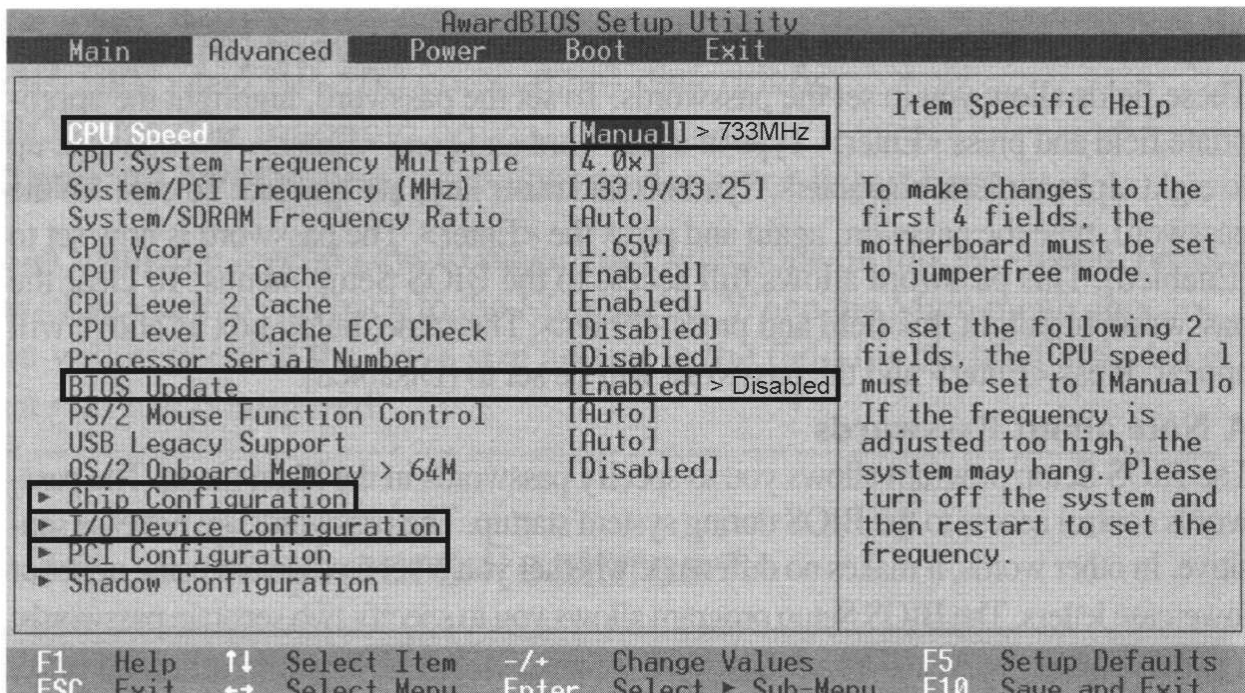 AwardBIOS Setup Utility
Main Advanced Power Boot Exit
Item Specific Help
CPU Speed [Manual] > 733MHz
CPU:System Frequency Multiple [4.0x]
System/PCI Frequency (MHz) [133.9/33.25]
System/SDRAM Frequency Ratio [Auto]
CPU Vcore [1.65V]
CPU Level 1 Cache [Enabled]
CPU Level 2 Cache [Enabled]
CPU Level 2 Cache ECC Check [Disabled]
Processor Serial Number [Disabled]
BIOS Update [Enabled] > Disabled
PS/2 Mouse Function Control [Auto]
USB Legacy Support [Auto]
OS/2 Onboard Memory > 64M [Disabled]
▶ Chip Configuration
▶ I/O Device Configuration
▶ PCI Configuration
▶ Shadow Configuration
To make changes to the
first 4 fields, the
motherboard must be set
to jumperfree mode.
To set the following 2
fields, the CPU speed l
must be set to [Manual]o
If the frequency is
adjusted too high, the
system may hang. Please
turn off the system and
then restart to set the
frequency.
F1 Help ↑↓ Select Item -/+ Change Values F5 Setup Defaults
ESC Exit ←→ Select Menu Enter Select ▶ Sub-Menu F10 Save and Exit